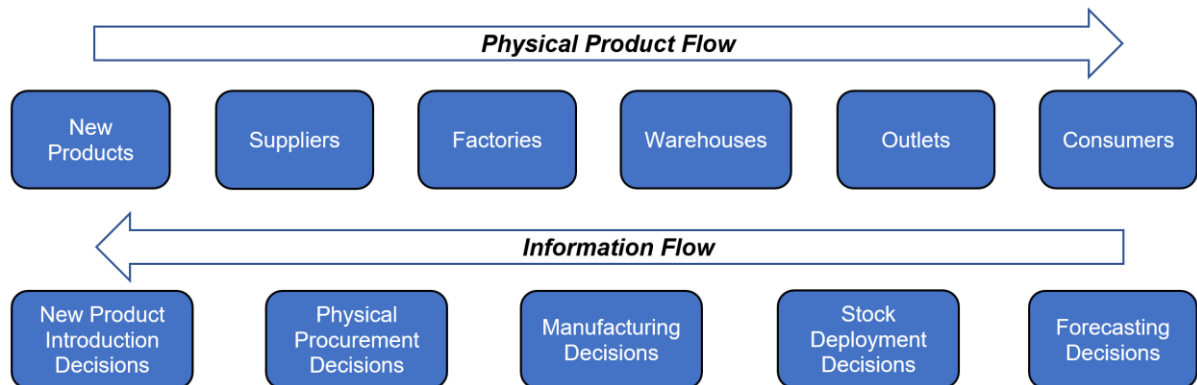 Physical Product Flow
New
Products
Suppliers
Factories
Warehouses
Outlets
Consumers
Information Flow
New Product
Introduction
Decisions
Physical
Procurement
Decisions
Manufacturing
Decisions
Stock
Deployment
Decisions
Forecasting
Decisions